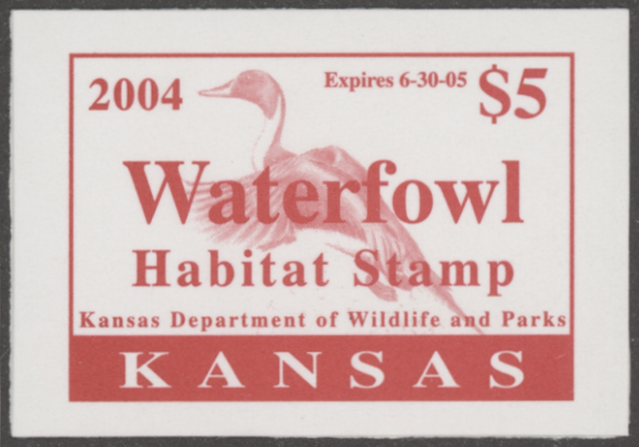 2004 Expires 6-30-05 $5
Waterfowl
Habitat Stamp
Kansas Department of Wildlife and Parks
KANSAS